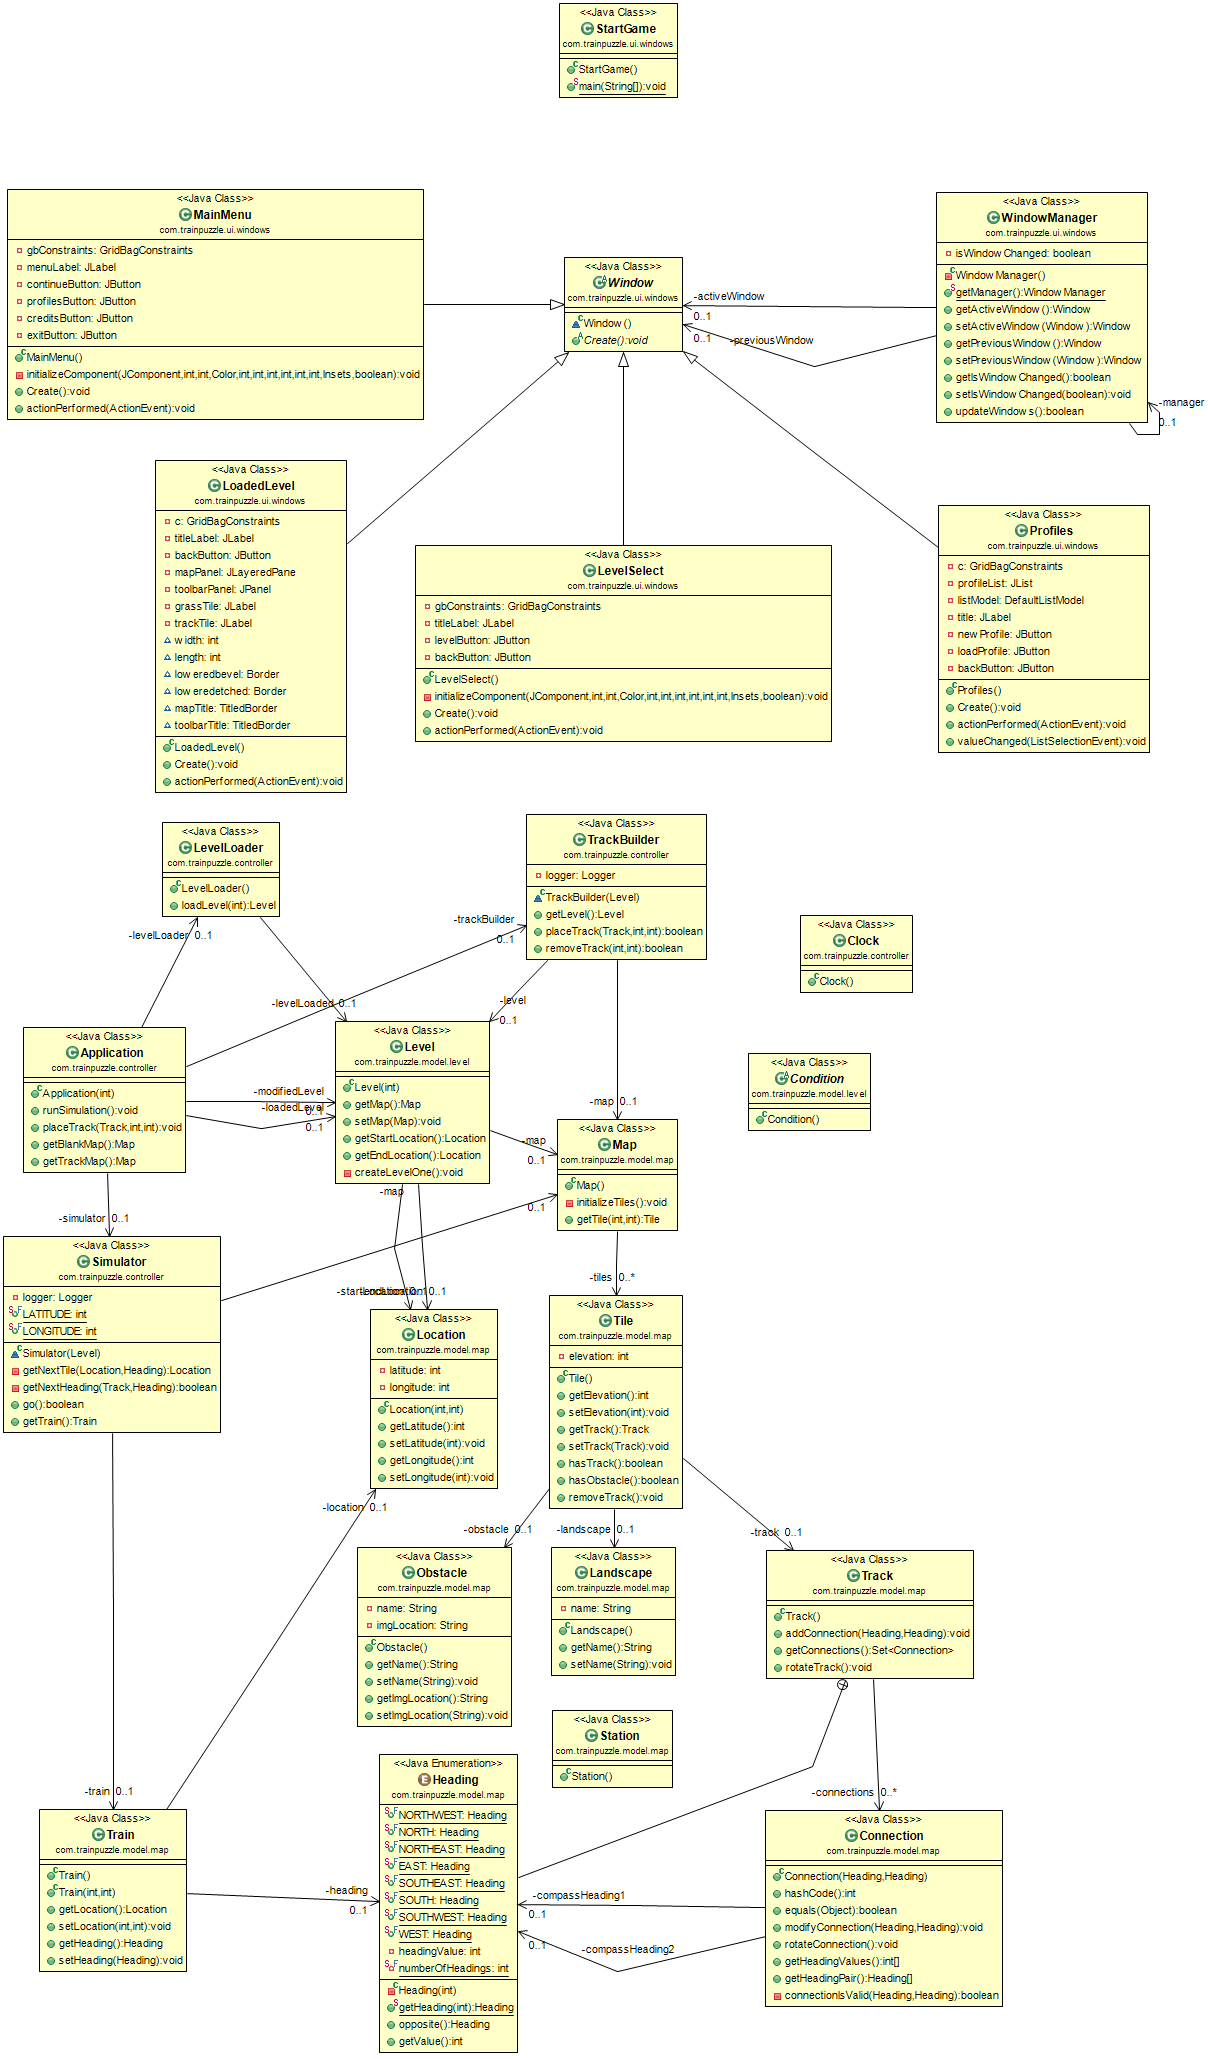 <<Java Class>>
StartGame
com.trainpuzzle.ui.windows
StartGame()
main(String[]):void
<<Java Class>>
MainMenu
com.trainpuzzle.ui.windows
gbConstraints: GridBagConstraints
menuLabel: JLabel
continueButton: JButton
profilesButton: JButton
creditsButton: JButton
exitButton: JButton
MainMenu()
initializeComponent(JComponent,int,int,Color,int,int,int,int,int,int,Insets,boolean):void
Create():void
actionPerformed(ActionEvent):void
<<Java Class>>
Window
com.trainpuzzle.ui.windows
Window()
Create():void
-activeWindow
0..1
-previousWindow
0..1
<<Java Class>>
WindowManager
com.trainpuzzle.ui.windows
isWindowChanged: boolean
WindowManager()
getManager():WindowManager
getActiveWindow():Window
setActiveWindow(Window):Window
getPreviousWindow():Window
setPreviousWindow(Window):Window
getIsWindowChanged():boolean
setIsWindowChanged(boolean):void
updateWindows():boolean
-manager
0..1
<<Java Class>>
LoadedLevel
com.trainpuzzle.ui.windows
c: GridBagConstraints
titleLabel: JLabel
backButton: JButton
mapPanel: JLayeredPane
toolbarPanel: JPanel
grassTile: JLabel
trackTile: JLabel
width: int
length: int
loweredbevel: Border
loweredetched: Border
mapTitle: TitledBorder
toolbarTitle: TitledBorder
LoadedLevel()
Create():void
actionPerformed(ActionEvent):void
<<Java Class>>
LevelSelect
com.trainpuzzle.ui.windows
gbConstraints: GridBagConstraints
titleLabel: JLabel
levelButton: JButton
backButton: JButton
LevelSelect()
initializeComponent(JComponent,int,int,Color,int,int,int,int,int,int,Insets,boolean):void
Create():void
actionPerformed(ActionEvent):void
<<Java Class>>
Profiles
com.trainpuzzle.ui.windows
c: GridBagConstraints
profileList: JList
listModel: DefaultListModel
title: JLabel
newProfile: JButton
loadProfile: JButton
backButton: JButton
Profiles()
Create():void
actionPerformed(ActionEvent):void
valueChanged(ListSelectionEvent):void
<<Java Class>>
LevelLoader
com.trainpuzzle.controller
LevelLoader()
loadLevel(int):Level
-levelLoader 0..1
-levelLoaded 0..1
<<Java Class>>
TrackBuilder
com.trainpuzzle.controller
logger: Logger
TrackBuilder(Level)
getLevel():Level
placeTrack(Track,int,int):boolean
removeTrack(int,int):boolean
-trackBuilder
0..1
-level
0..1
-map 0..1
<<Java Class>>
Clock
com.trainpuzzle.controller
Clock()
<<Java Class>>
Application
com.trainpuzzle.controller
Application(int)
runSimulation():void
placeTrack(Track,int,int):void
getBlankMap():Map
getTrackMap():Map
-modifiedLevel
0..1
-loadedLevel
0..1
-simulator 0..1
<<Java Class>>
Level
com.trainpuzzle.model.level
Level(int)
getMap():Map
setMap(Map):void
getStartLocation():Location
getEndLocation():Location
createLevelOne():void
-map
0..1
<<Java Class>>
Condition
com.trainpuzzle.model.level
Condition()
<<Java Class>>
Map
com.trainpuzzle.model.map
Map()
initializeTiles():void
getTile(int,int):Tile
-map
0..1
-tiles 0..*
<<Java Class>>
Simulator
com.trainpuzzle.controller
logger: Logger
LATITUDE: int
LONGITUDE: int
Simulator(Level)
getNextTile(Location,Heading):Location
getNextHeading(Track,Heading):boolean
go():boolean
getTrain():Train
0..1
<<Java Class>>
Location
com.trainpuzzle.model.map
latitude: int
longitude: int
Location(int,int)
getLatitude():int
setLatitude(int):void
getLongitude():int
setLongitude(int):void
-location 0..1
<<Java Class>>
Tile
com.trainpuzzle.model.map
elevation: int
Tile()
getElevation():int
setElevation(int):void
getTrack():Track
setTrack(Track):void
hasTrack():boolean
hasObstacle():boolean
removeTrack():void
-obstacle 0..1
-landscape 0..1
-track 0..1
<<Java Class>>
Obstacle
com.trainpuzzle.model.map
name: String
imgLocation: String
Obstacle()
getName():String
setName(String):void
getImgLocation():String
setImgLocation(String):void
<<Java Class>>
Landscape
com.trainpuzzle.model.map
name: String
Landscape()
getName():String
setName(String):void
<<Java Class>>
Track
com.trainpuzzle.model.map
Track()
addConnection(Heading,Heading):void
getConnections():Set<Connection>
rotateTrack():void
-connections 0..*
<<Java Class>>
Station
com.trainpuzzle.model.map
Station()
-train 0..1
<<Java Class>>
Train
com.trainpuzzle.model.map
Train()
Train(int,int)
getLocation():Location
setLocation(int,int):void
getHeading():Heading
setHeading(Heading):void
-heading
0..1
<<Java Enumeration>>
Heading
com.trainpuzzle.model.map
NORTHWEST: Heading
NORTH: Heading
NORTHEAST: Heading
EAST: Heading
SOUTHEAST: Heading
SOUTH: Heading
SOUTHWEST: Heading
WEST: Heading
headingValue: int
numberOfHeadings: int
Heading(int)
getHeading(int):Heading
opposite():Heading
getValue():int
-compassHeading1
0..1
-compassHeading2
0..1
<<Java Class>>
Connection
com.trainpuzzle.model.map
Connection(Heading,Heading)
hashCode():int
equals(Object):boolean
modifyConnection(Heading,Heading):void
rotateConnection():void
getHeadingValues():int[]
getHeadingPair():Heading[]
connectionIsValid(Heading,Heading):boolean